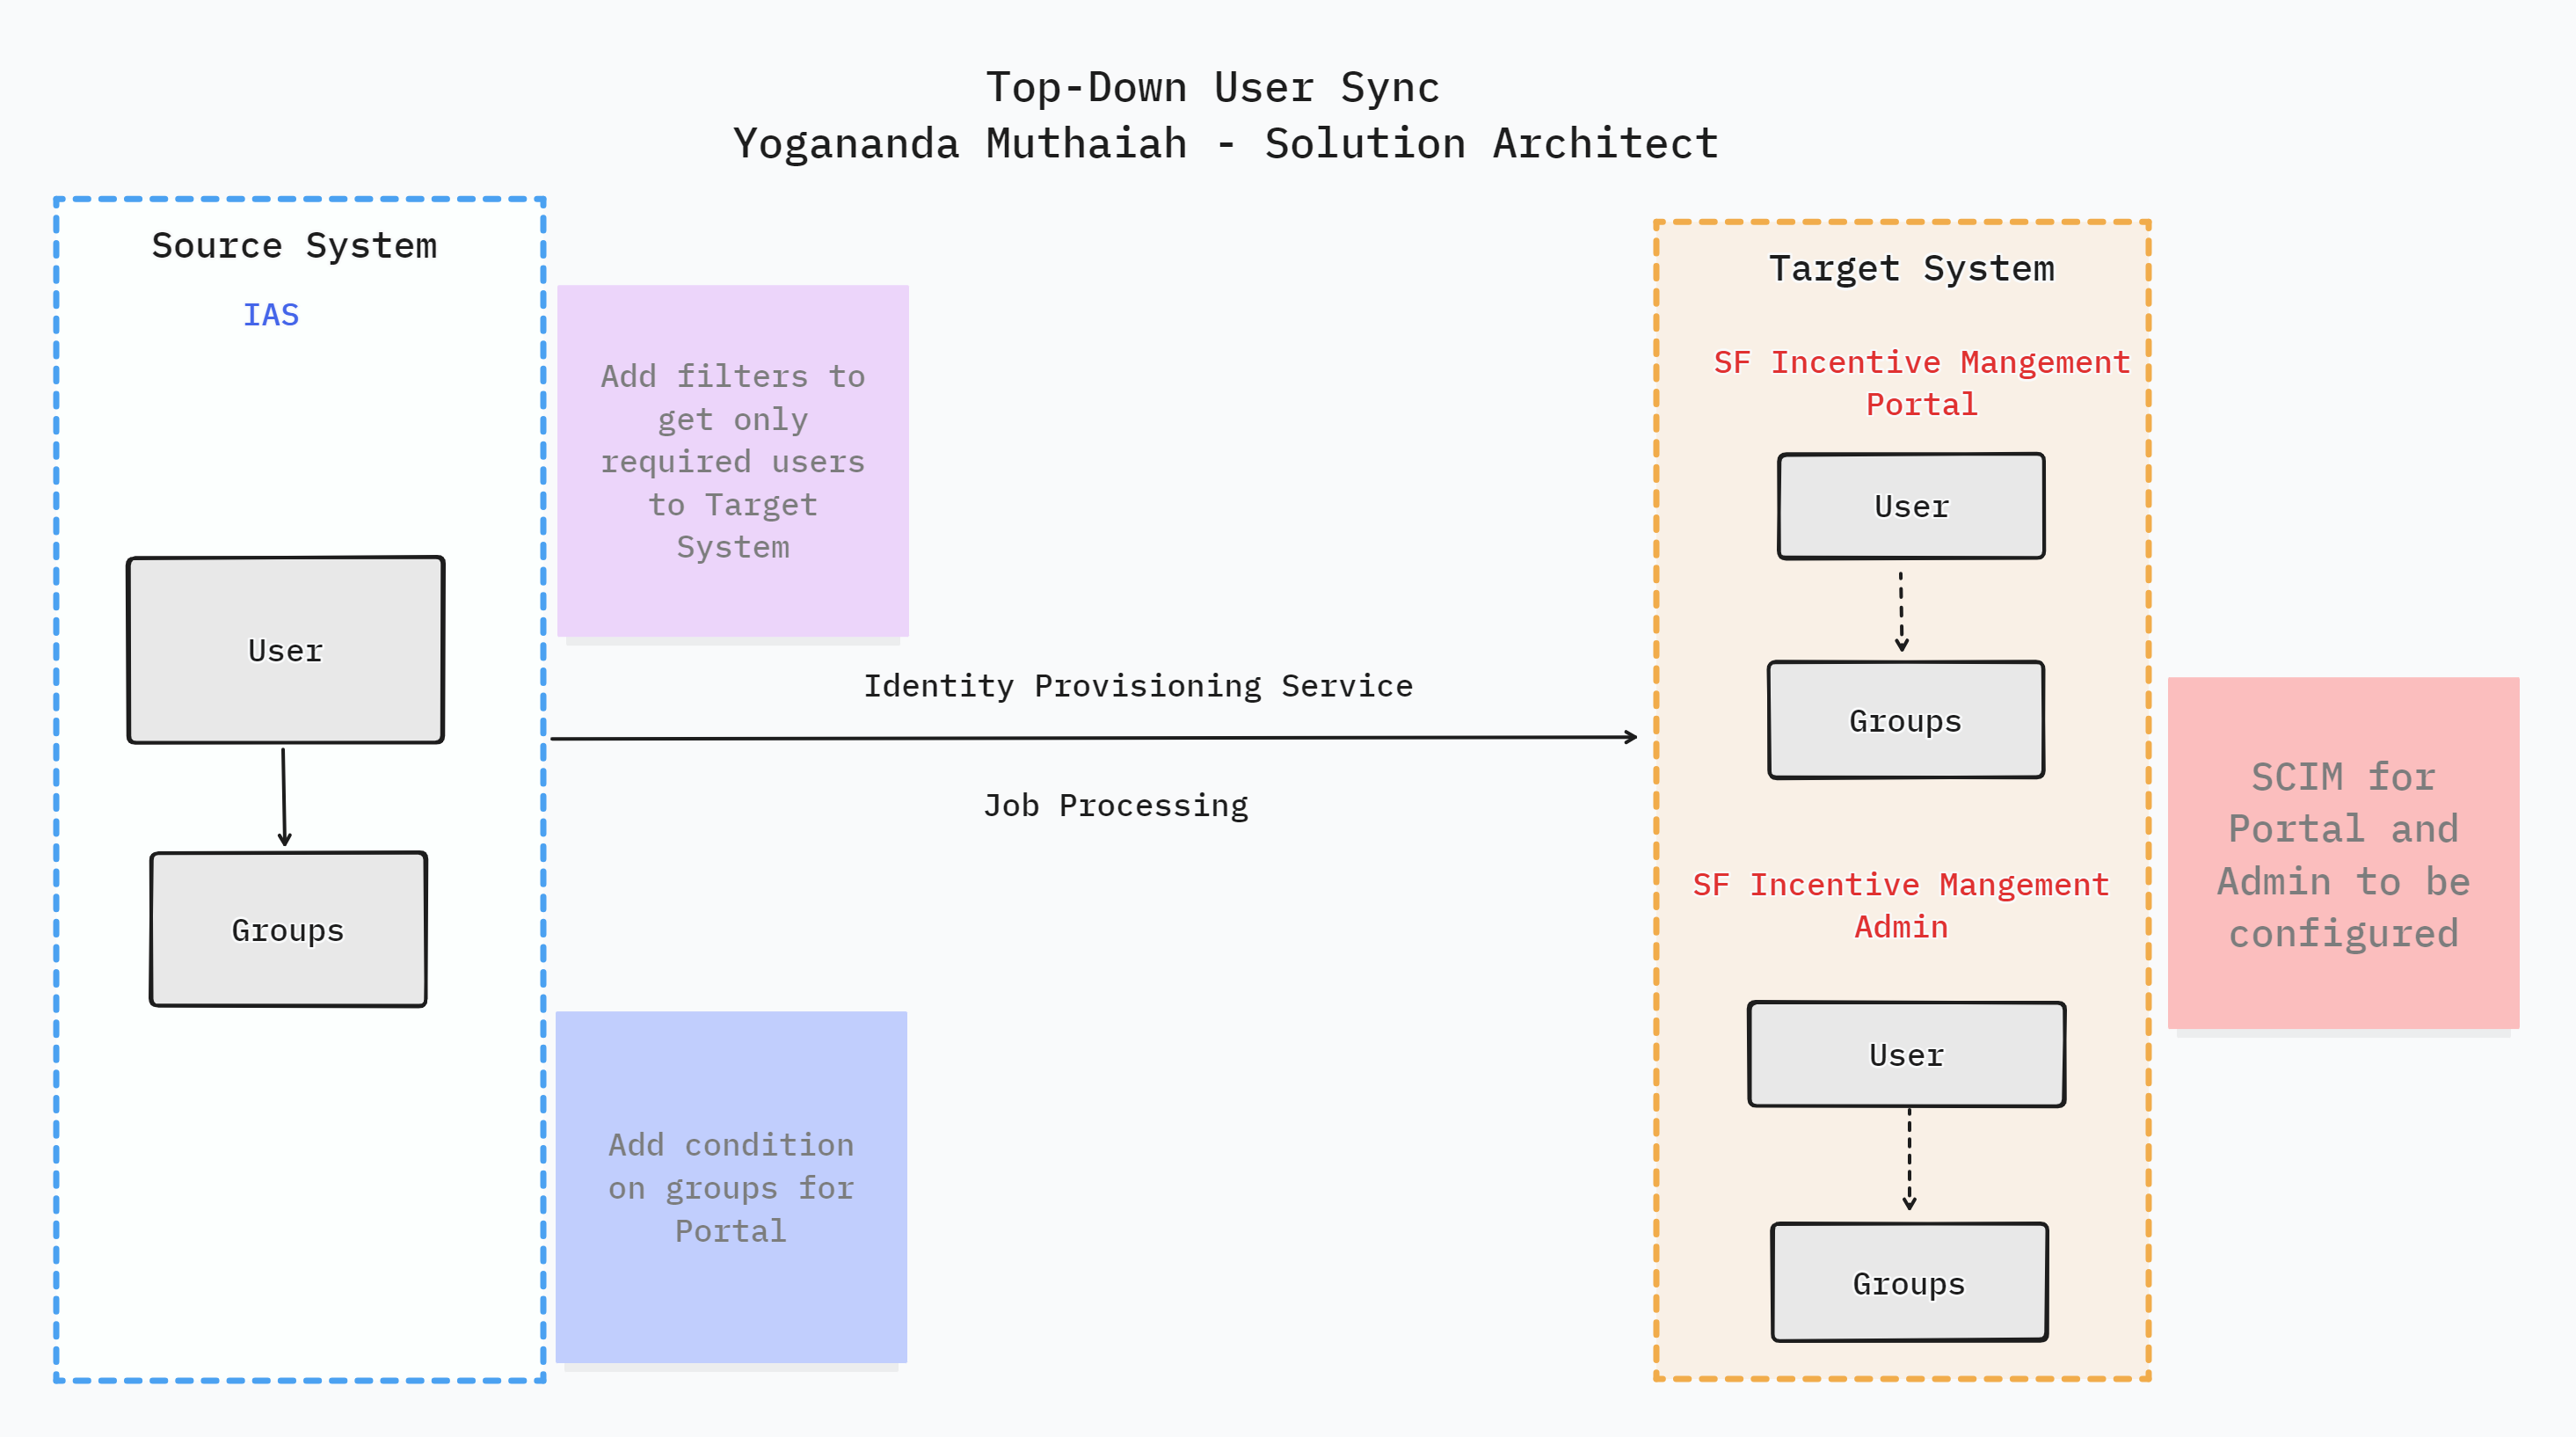 Top-Down User Sync
Yogananda Muthaiah - Solution Architect
Source System
IAS
User
Groups
Add filters to
get only
required users
to Target
System
Identity Provisioning Service
Job Processing
Add condition
on groups for
Portal
Target System
SF Incentive Mangement
Portal
User
Groups
SF Incentive Mangement
Admin
User
Groups
SCIM for
Portal and
Admin to be
configured